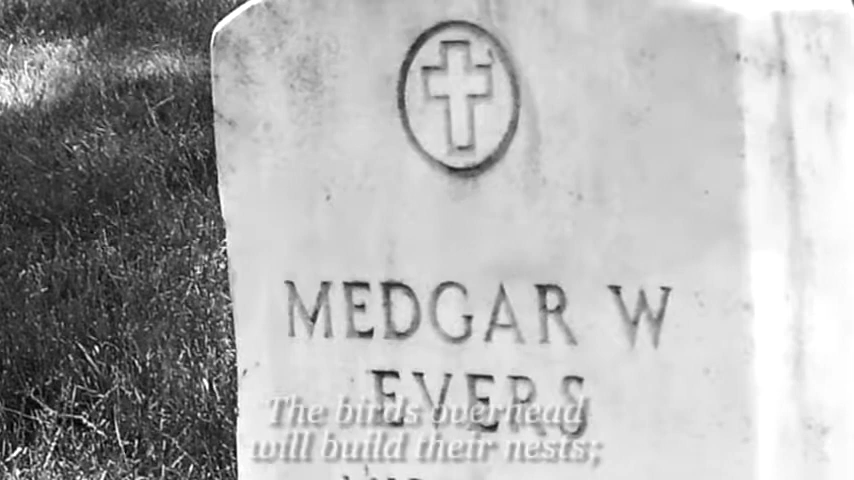 MEDGAR W
EVERS
The birds overhead
will build their nests;